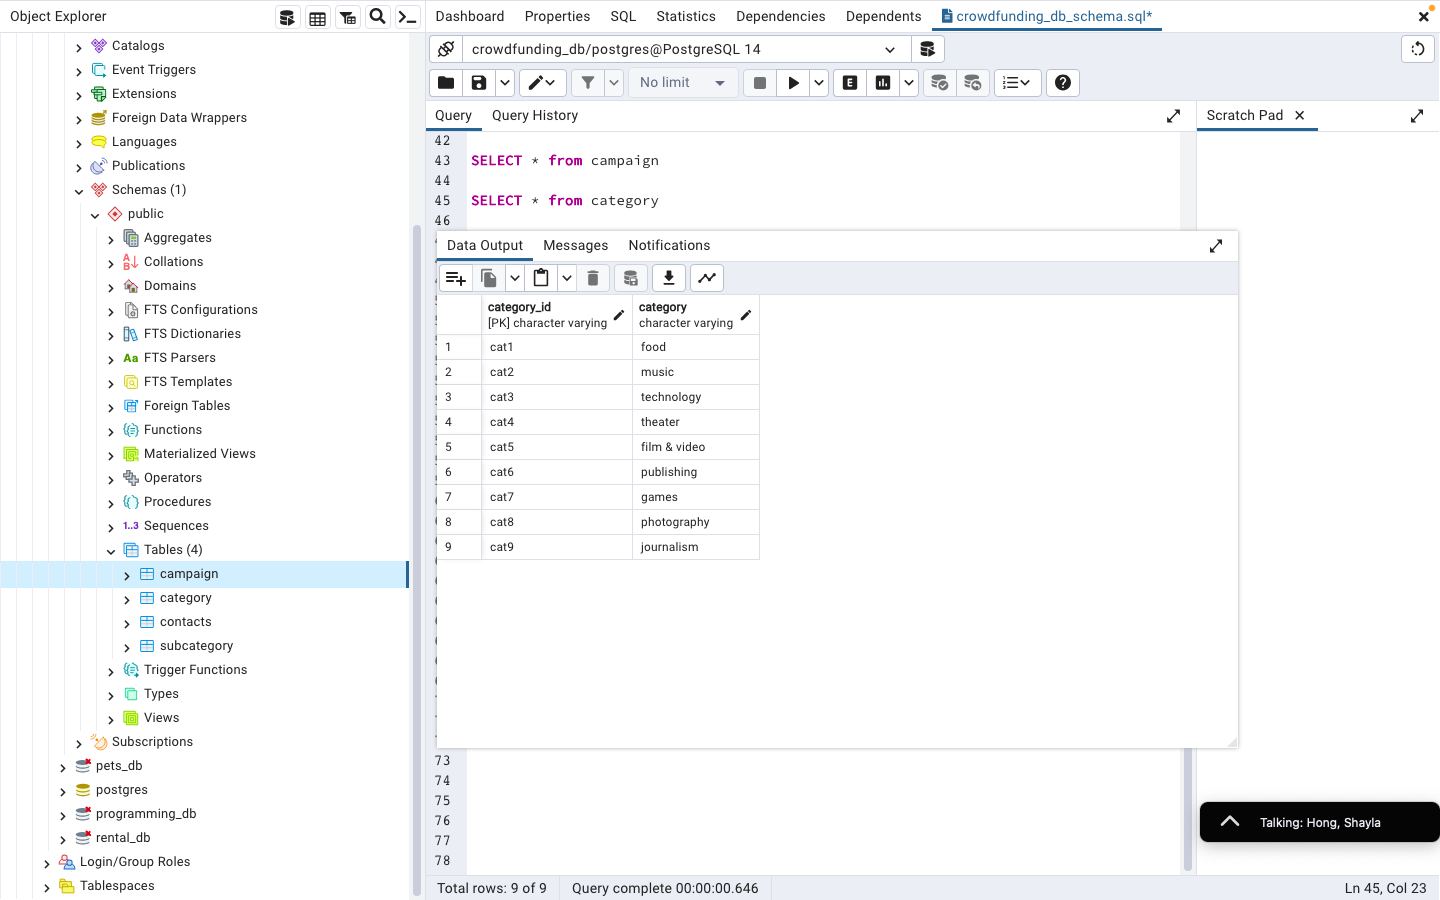 Object Explorer
Catalogs
Event Triggers
Extensions
Foreign Data Wrappers
Languages
Publications
Schemas (1)
public
Aggregates
Collations
Domains
FTS Configurations
FTS Dictionaries
Aa FTS Parsers
FTS Templates
Foreign Tables
Functions
Materialized Views
Operators
Procedures
1..3 Sequences
Tables (4)
campaign
category
contacts
subcategory
Trigger Functions
Types
Views
Subscriptions
pets_db
postgres
programming_db
rental_db
Login/Group Roles
Tablespaces
Dashboard Properties SQL Statistics Dependencies Dependents crowdfunding_db_schema.sql*
crowdfunding_db/postgres@PostgreSQL 14
No limit E
Query Query History
42
43 SELECT * from campaign
44
45 SELECT * from category
46
Data Output Messages Notifications
category_id category
[PK] character varying character varying
1 cat1 food
2 cat2 music
3 cat3 technology
4 cat4 theater
5 cat5 film & video
6 cat6 publishing
7 cat7 games
8 cat8 photography
9 cat9 journalism
73
74
75
76
77
78
Scratch Pad
Talking: Hong, Shayla
Total rows: 9 of 9 Query complete 00:00:00.646 Ln 45, Col 23